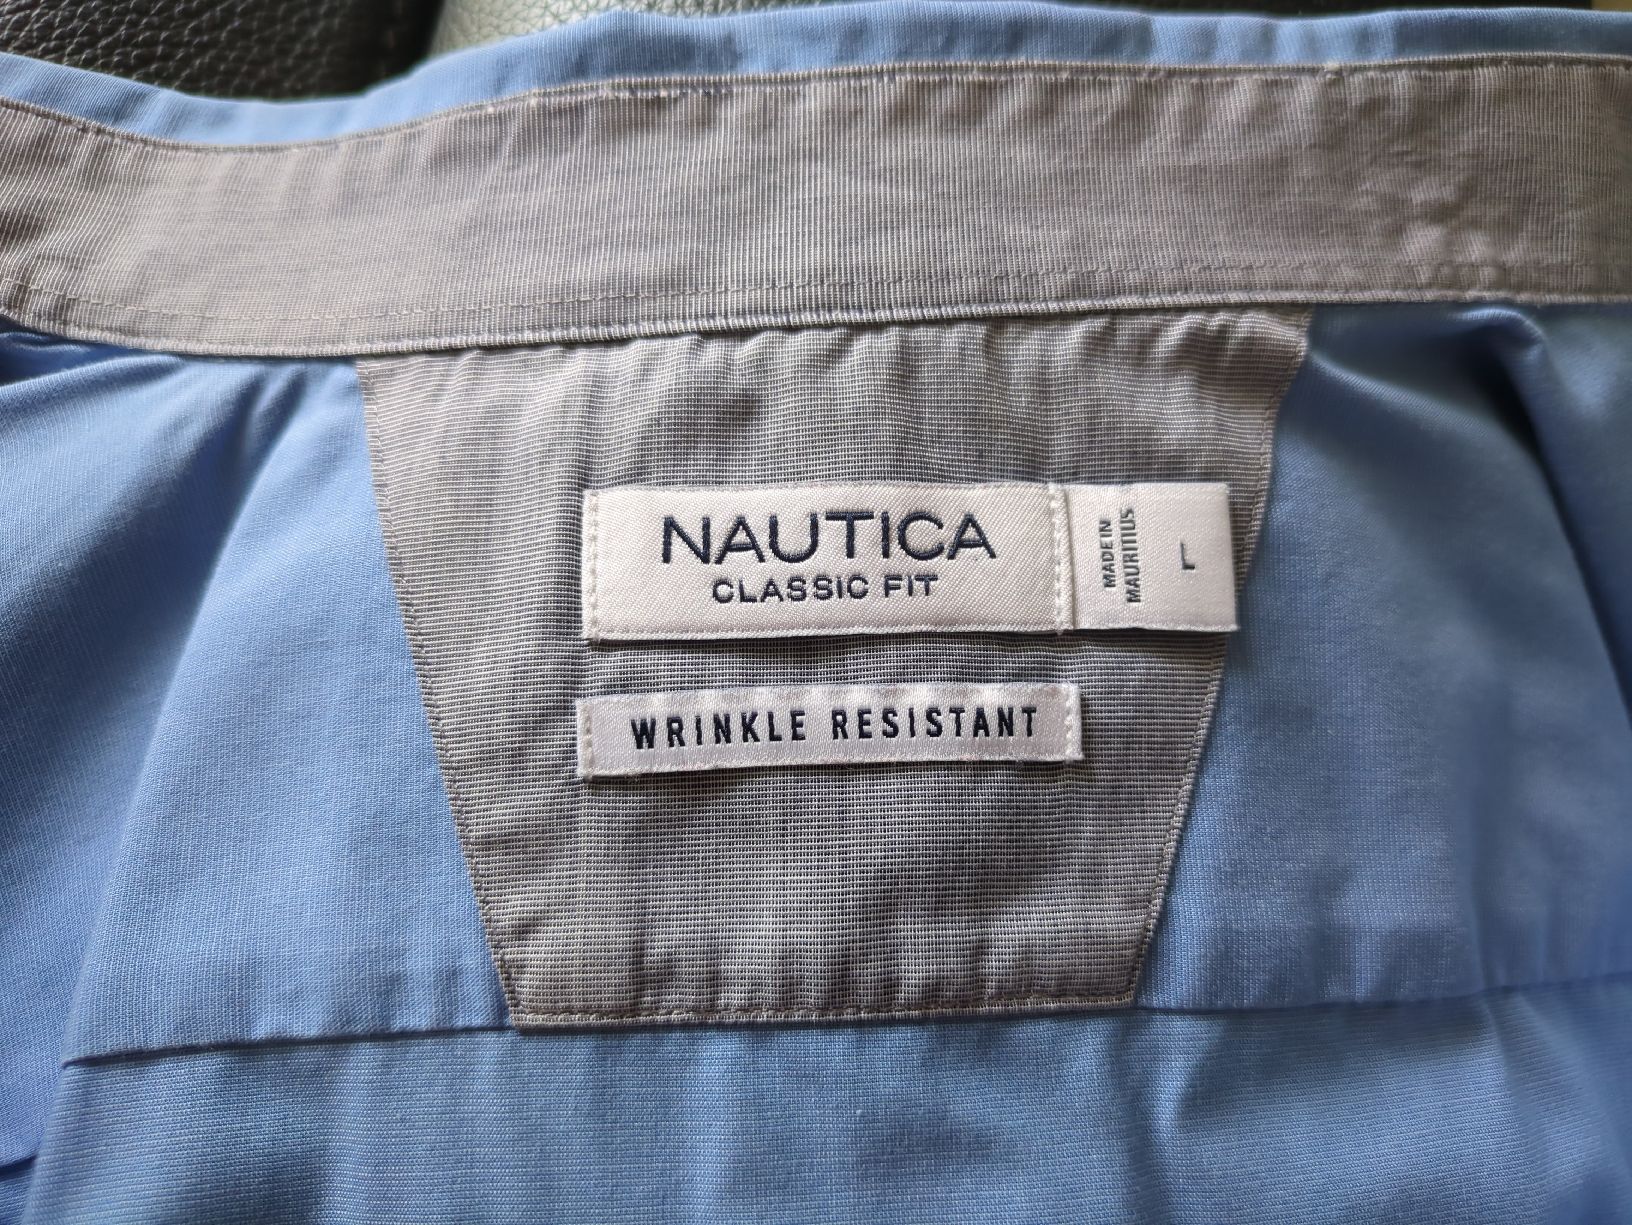 NAUTICA
CLASSIC FIT
MADE IN
MAURITIUS
L
WRINKLE RESISTANT